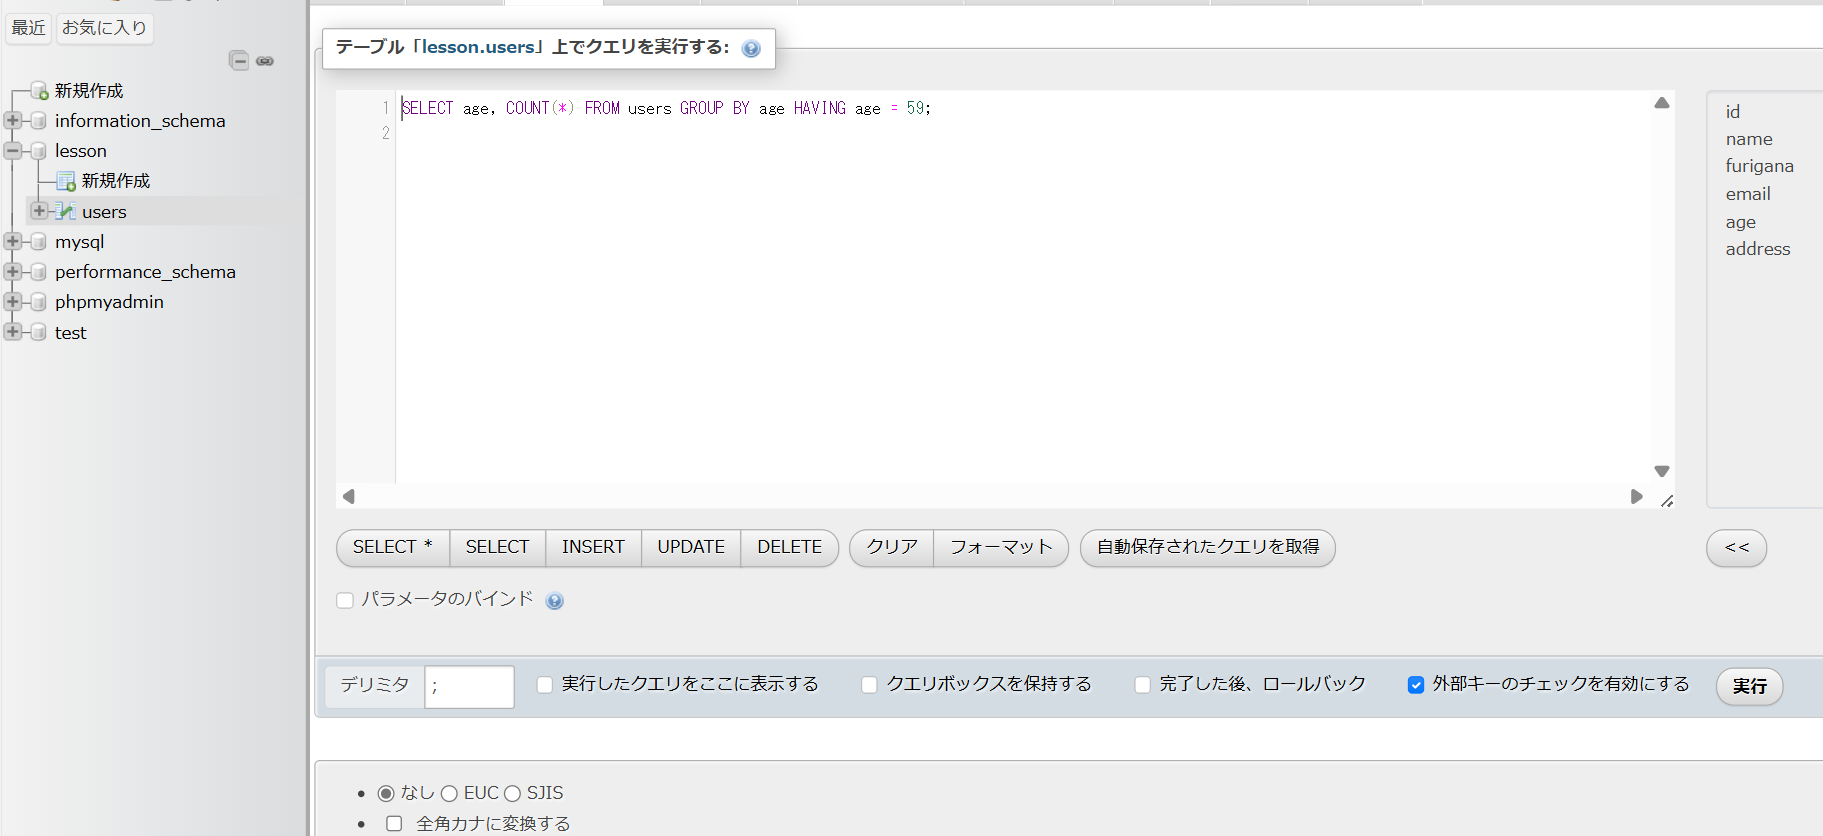 最近 お気に入り
新規作成
information_schema
lesson
新規作成
users
mysql
performance_schema
phpmyadmin
test
テーブル「lesson.users」上でクエリを実行する:
1 SELECT age, COUNT(*) FROM users GROUP BY age HAVING age = 59;
2
id
name
furigana
email
age
address
SELECT * SELECT INSERT UPDATE DELETE クリア フォーマット 自動保存されたクエリを取得 <<
パラメータのバインド
デリミタ ; 実行したクエリをここに表示する クエリボックスを保持する 完了した後、ロールバック 外部キーのチェックを有効にする 実行
なし EUC SJIS
全角カナに変換する